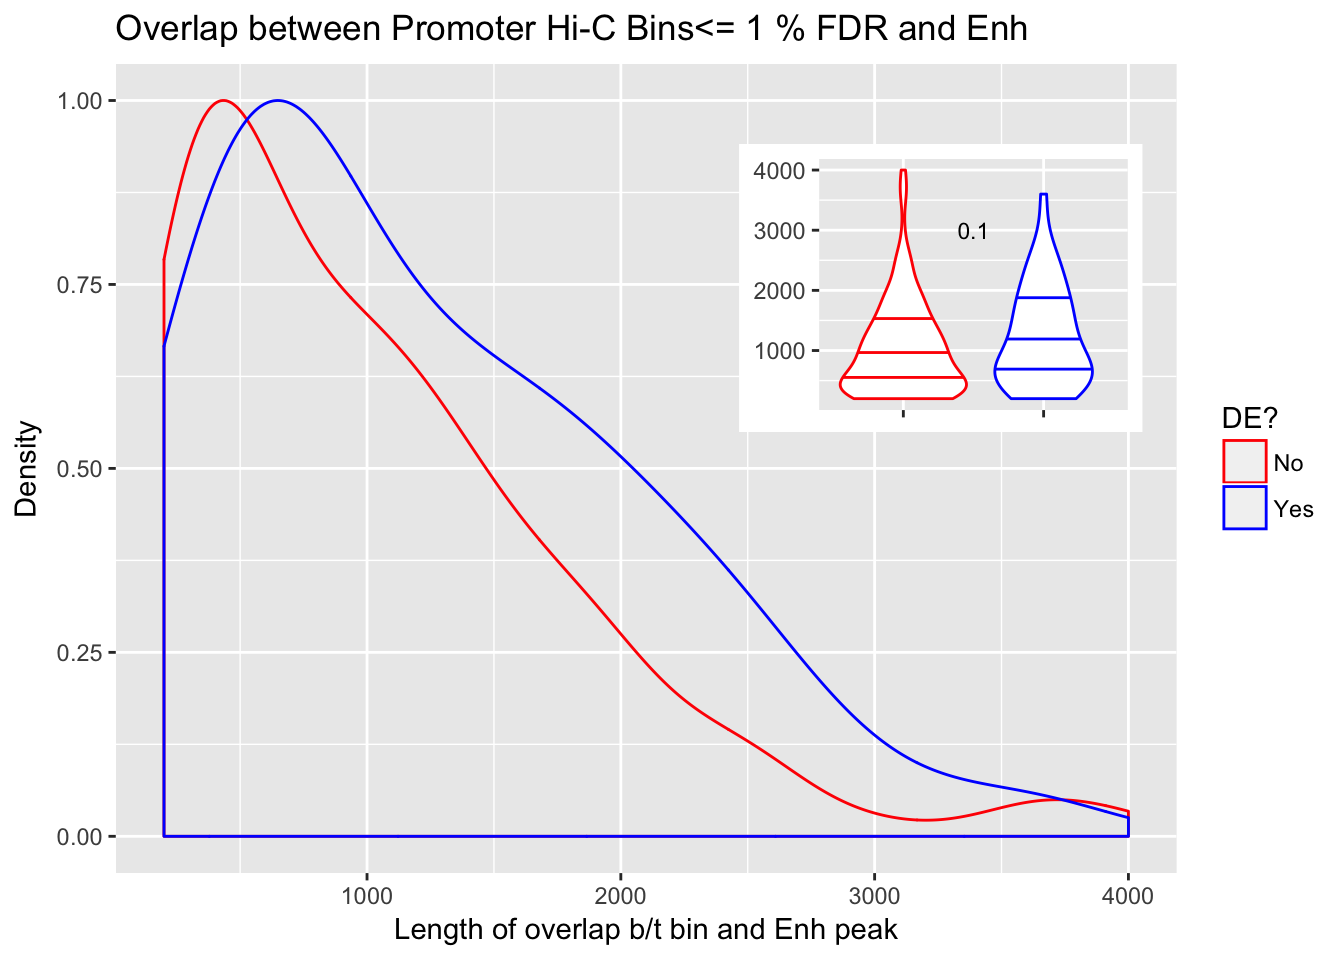 Overlap between Promoter Hi-C Bins<= 1 % FDR and Enh
Density
1.00
0.75
0.50
0.25
0.00
1000
2000
3000
4000
Length of overlap b/t bin and Enh peak
4000
3000
2000
1000
0.1
DE?
No
Yes